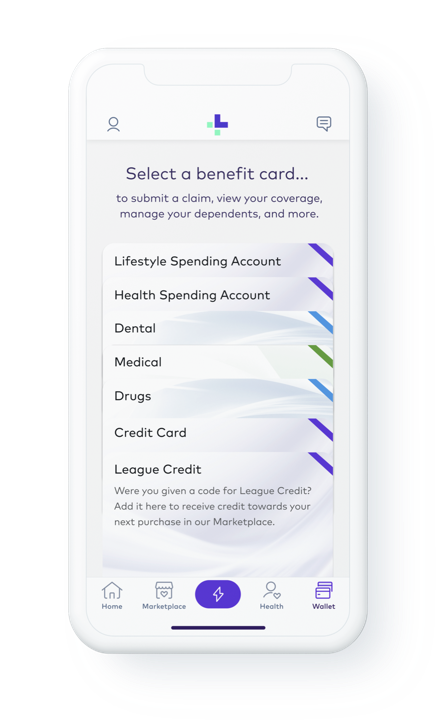 Select a benefit card...
to submit a claim, view your coverage,
manage your dependents, and more.
Lifestyle Spending Account
Health Spending Account
Dental
Medical
Drugs
Credit Card
League Credit
Were you given a code for League Credit?
Add it here to receive credit towards your
next purchase in our Marketplace.
Home
Marketplace
Health
Wallet